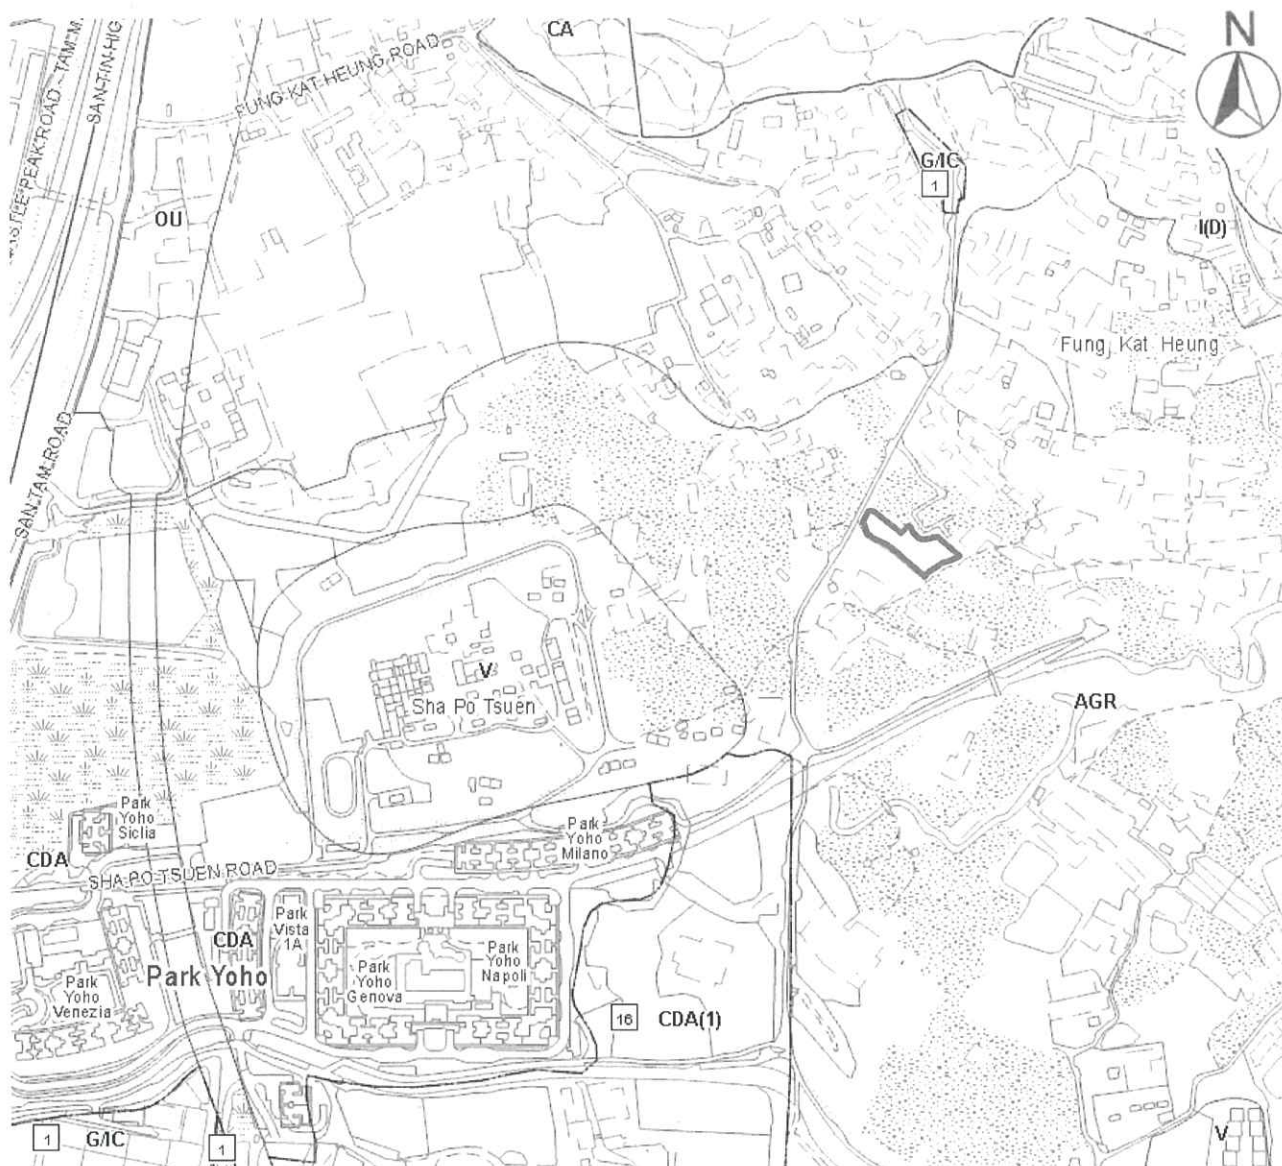 N
CA
FUNG KAT HEUNG ROAD
SAN TIN HIG
CASTLE PEAK ROAD - TAM M
G/IC
1
OU
I(D)
Fung Kat Heung
SAN TAM ROAD
V
Sha Po Tsuen
AGR
Park
Yoho
Siclia
Park
Yoho
Milano
CDA
SHA PO TSUEN ROAD
Park
Vista
1A
CDA
Park Yoho
Park
Yoho
Venezia
Park
Yoho
Genova
Park
Yoho
Napoli
16
CDA(1)
1
G/IC
1
V